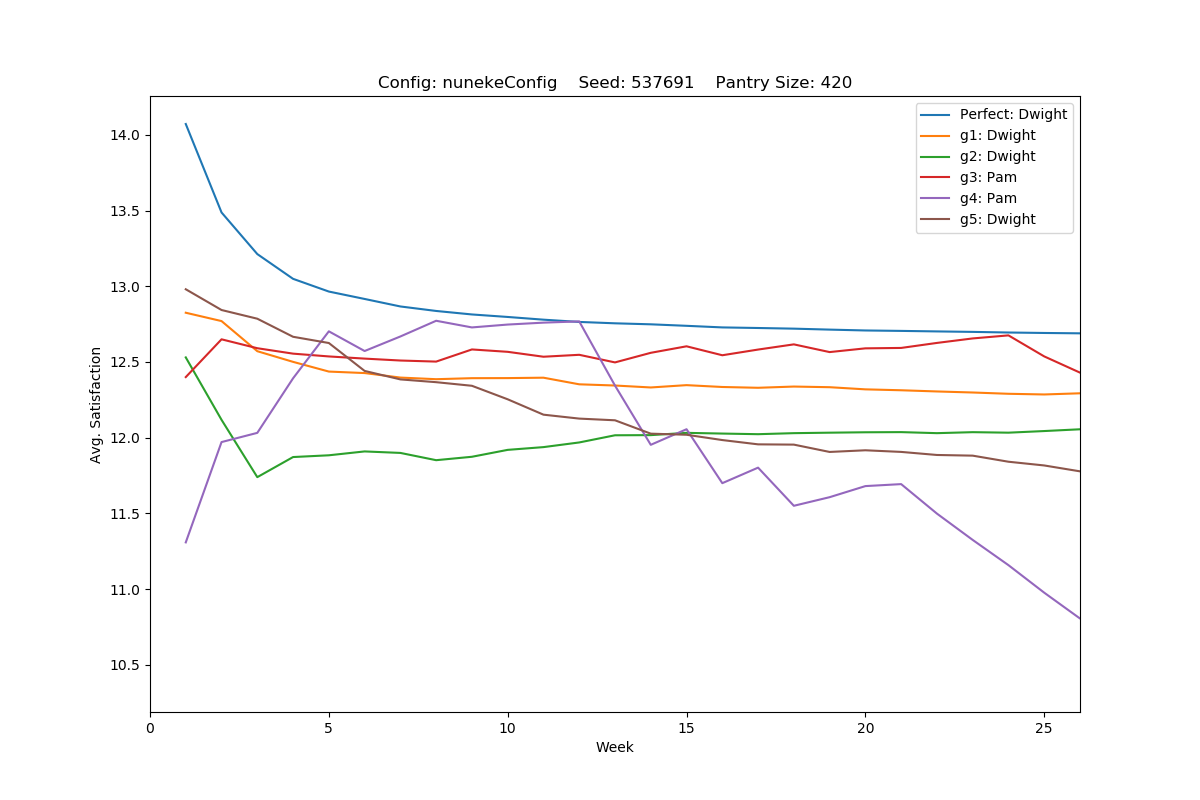 Config: nunekeConfig    Seed: 537691    Pantry Size: 420
Perfect: Dwight
g1: Dwight
g2: Dwight
g3: Pam
g4: Pam
g5: Dwight
14.0
13.5
13.0
12.5
12.0
11.5
11.0
10.5
Avg. Satisfaction
0 5 10 15 20 25
Week